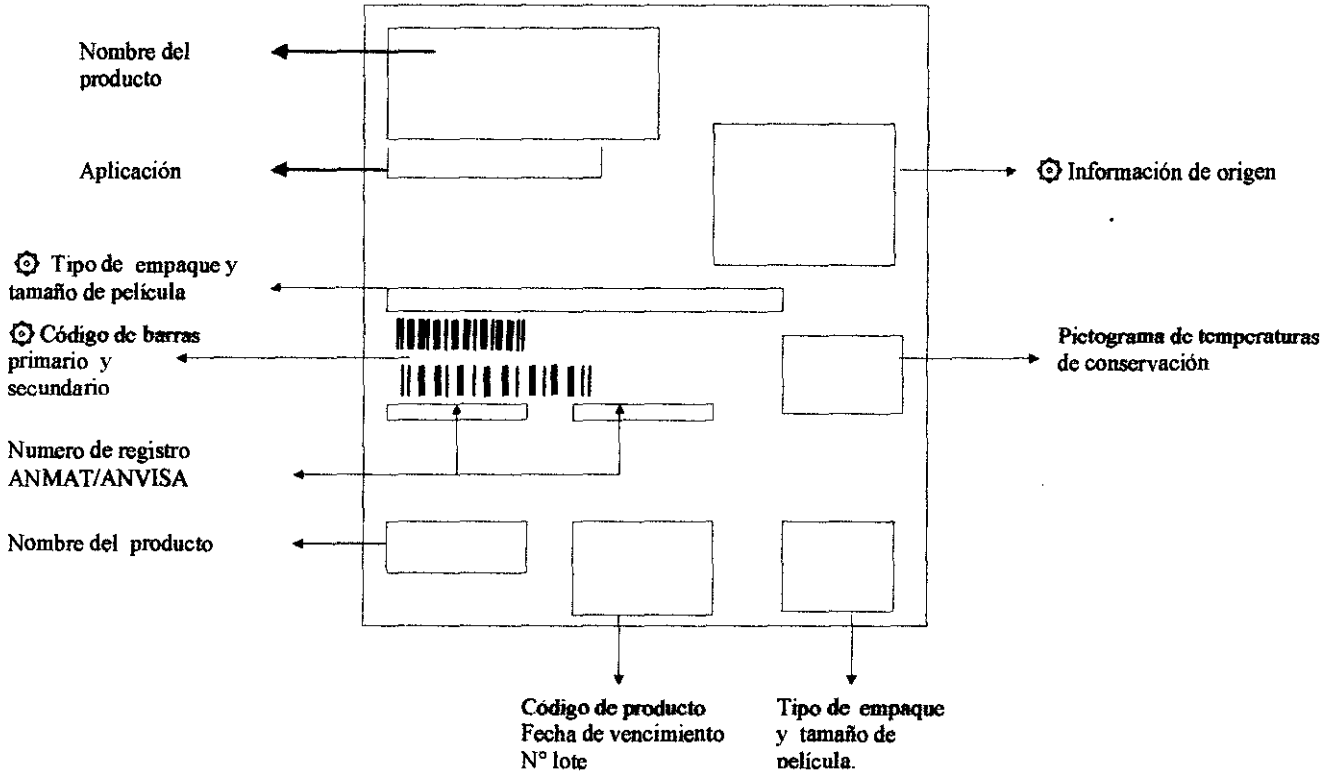 Nombre del
producto
Aplicación
Información de origen
Tipo de empaque y
tamaño de película
Código de barras
primario y
secundario
Pictograma de temperaturas
de conservación
Numero de registro
ANMAT/ANVISA
Nombre del producto
Código de producto
Fecha de vencimiento
N° lote
Tipo de empaque
y tamaño de
película.